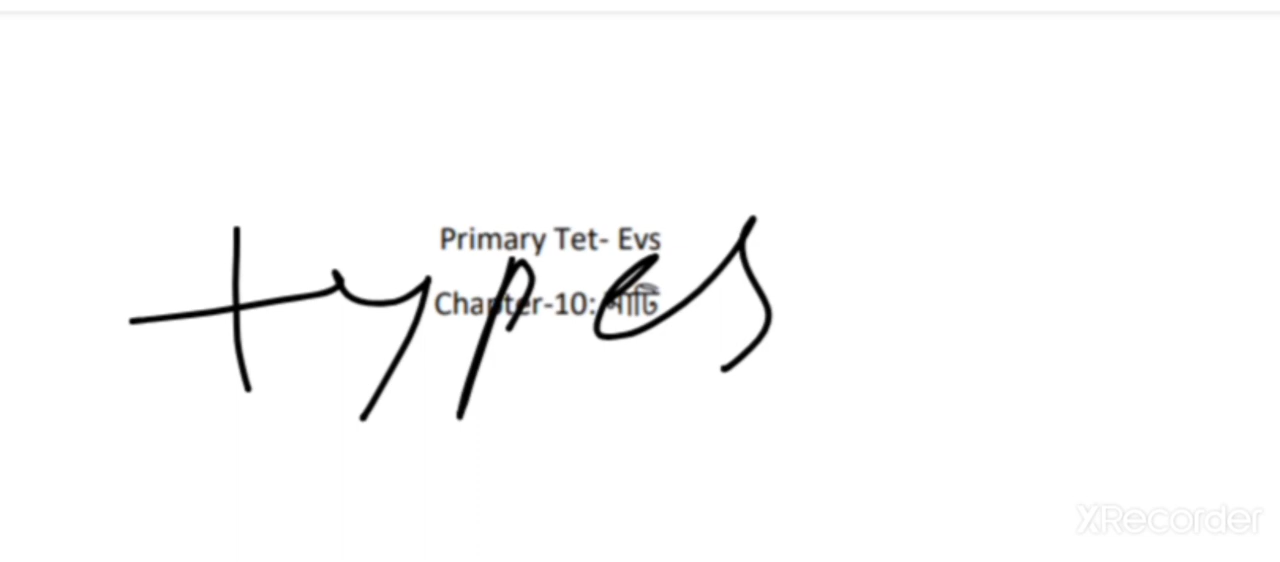 Primary Tet- Evs
Chapter-10: মাটি
types
XRecorder